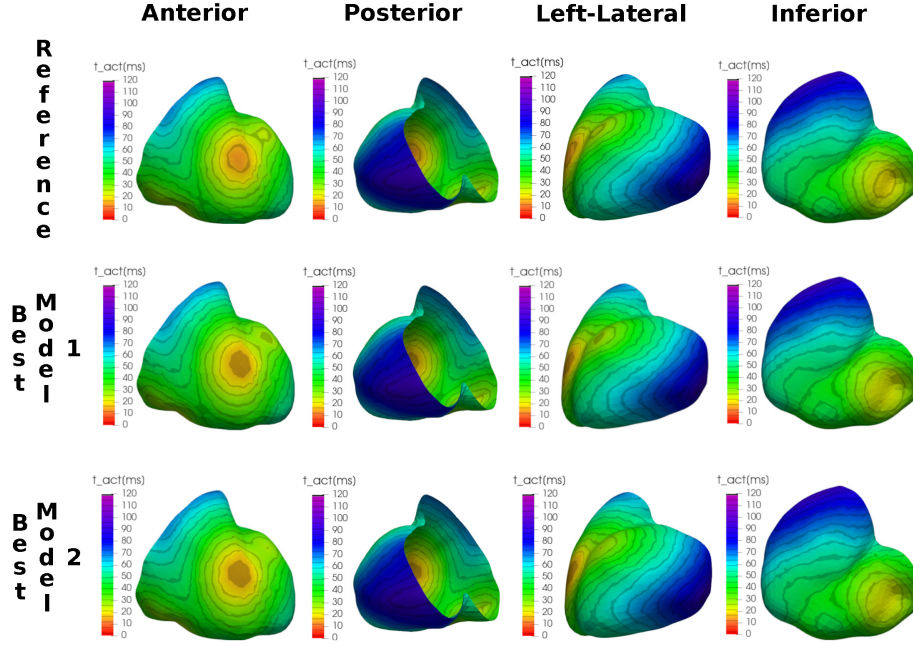 Anterior Posterior Left-Lateral Inferior
Reference
t_act(ms) t_act(ms) t_act(ms) t_act(ms)
120 120 120 120
110 110 110 110
100 100 100 100
90 90 90 90
80 80 80 80
70 70 70 70
60 60 60 60
50 50 50 50
40 40 40 40
30 30 30 30
20 20 20 20
10 10 10 10
0 0 0 0
Best Model 1
t_act(ms) t_act(ms) t_act(ms) t_act(ms)
120 120 120 120
110 110 110 110
100 100 100 100
90 90 90 90
80 80 80 80
70 70 70 70
60 60 60 60
50 50 50 50
40 40 40 40
30 30 30 30
20 20 20 20
10 10 10 10
0 0 0 0
Best Model 2
t_act(ms) t_act(ms) t_act(ms) t_act(ms)
120 120 120 120
110 110 110 110
100 100 100 100
90 90 90 90
80 80 80 80
70 70 70 70
60 60 60 60
50 50 50 50
40 40 40 40
30 30 30 30
20 20 20 20
10 10 10 10
0 0 0 0